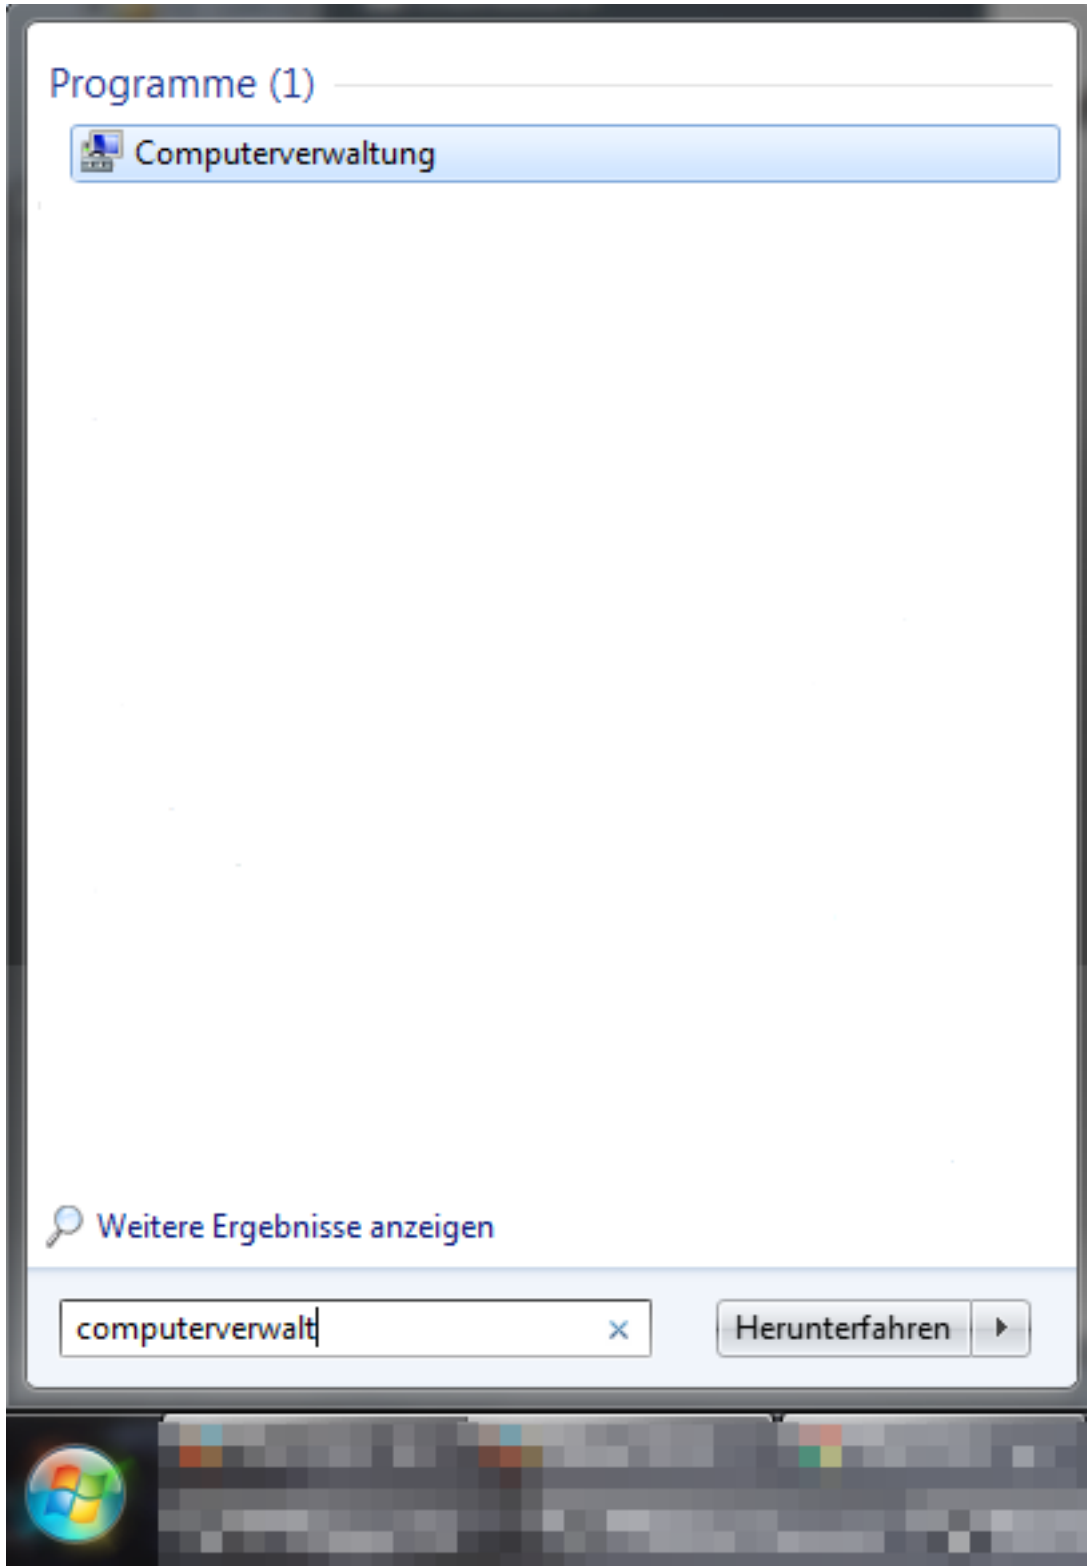 Programme (1)
Computerverwaltung
Weitere Ergebnisse anzeigen
computerverwalt
Herunterfahren